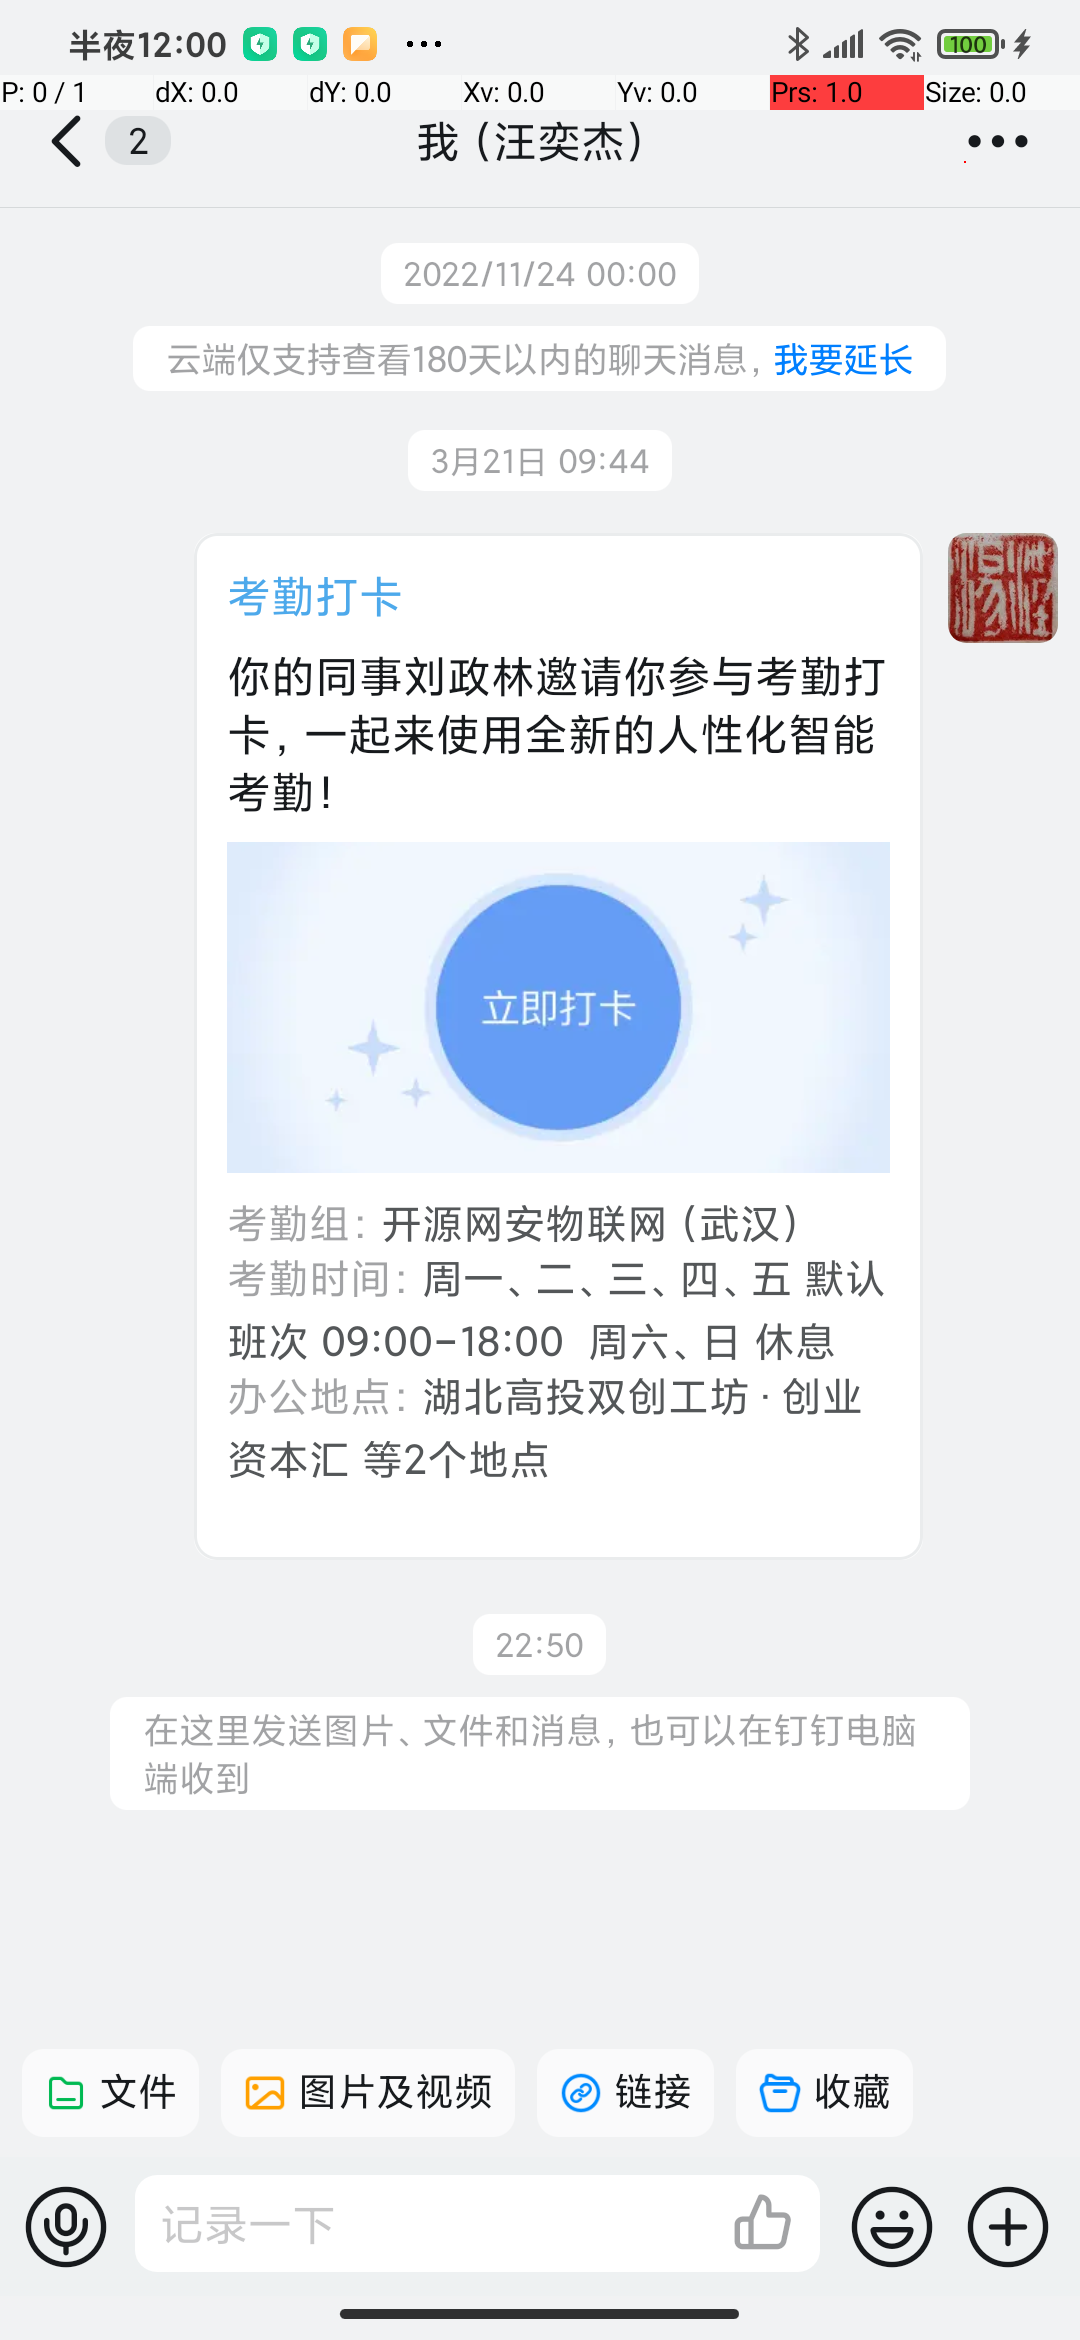 半夜12:00
100
P: 0 / 1 dX: 0.0 dY: 0.0 Xv: 0.0 Yv: 0.0 Prs: 1.0 Size: 0.0
2 我（汪奕杰）
2022/11/24 00:00
云端仅支持查看180天以内的聊天消息，我要延长
3月21日 09:44
考勤打卡
你的同事刘政林邀请你参与考勤打
卡，一起来使用全新的人性化智能
考勤！
立即打卡
考勤组：开源网安物联网（武汉）
考勤时间：周一、二、三、四、五 默认
班次 09:00-18:00 周六、日 休息
办公地点：湖北高投双创工坊 · 创业
资本汇 等2个地点
22:50
在这里发送图片、文件和消息，也可以在钉钉电脑
端收到
文件 图片及视频 链接 收藏
记录一下